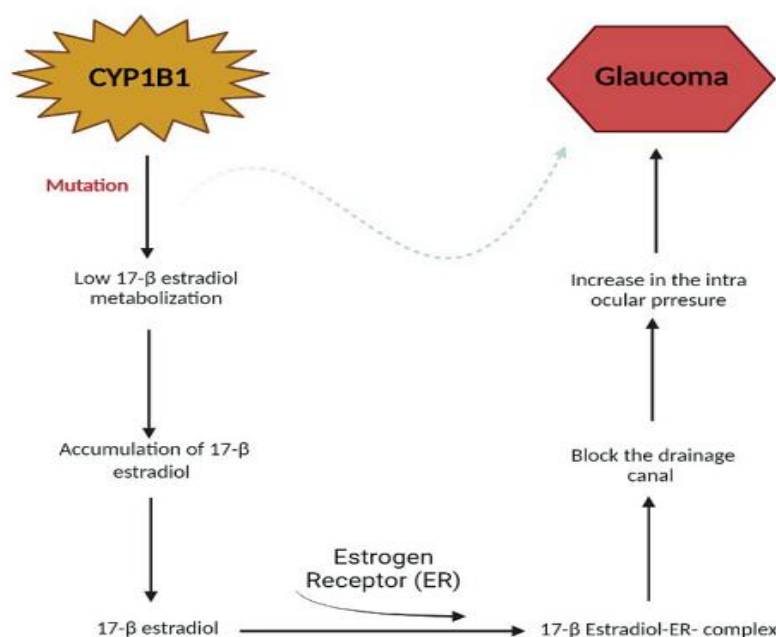 CYP1B1
Glaucoma
Mutation
Low 17-β estradiol
metabolization
Increase in the intra
ocular prresure
Accumulation of 17-β
estradiol
Block the drainage
canal
Estrogen
Receptor (ER)
17-β estradiol
17-β Estradiol-ER- complex